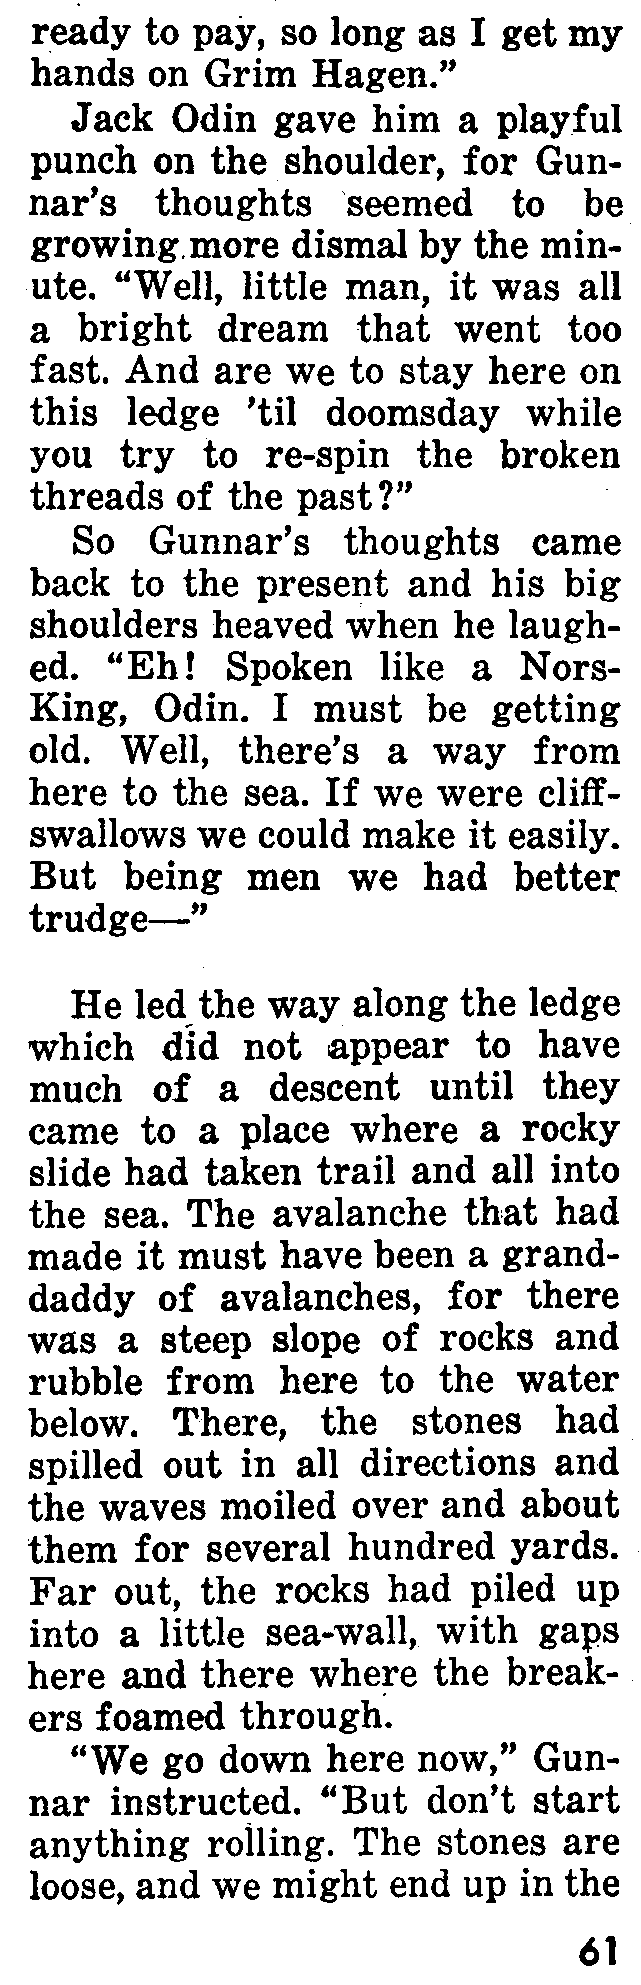 ready to pay, so long as I get my
hands on Grim Hagen.”
Jack Odin gave him a playful
punch on the shoulder, for Gun-
nar’s thoughts seemed to be
growing more dismal by the min-
ute. “Well, little man, it was all
a bright dream that went too
fast. And are we to stay here on
this ledge ’til doomsday while
you try to re-spin the broken
threads of the past?”
So Gunnar’s thoughts came
back to the present and his big
shoulders heaved when he laugh-
ed. “Eh! Spoken like a Nors-
King, Odin. I must be getting
old. Well, there’s a way from
here to the sea. If we were cliff-
swallows we could make it easily.
But being men we had better
trudge—”
He led the way along the ledge
which did not appear to have
much of a descent until they
came to a place where a rocky
slide had taken trail and all into
the sea. The avalanche that had
made it must have been a grand-
daddy of avalanches, for there
was a steep slope of rocks and
rubble from here to the water
below. There, the stones had
spilled out in all directions and
the waves moiled over and about
them for several hundred yards.
Far out, the rocks had piled up
into a little sea-wall, with gaps
here and there where the break-
ers foamed through.
“We go down here now,” Gun-
nar instructed. “But don’t start
anything rolling. The stones are
loose, and we might end up in the
61